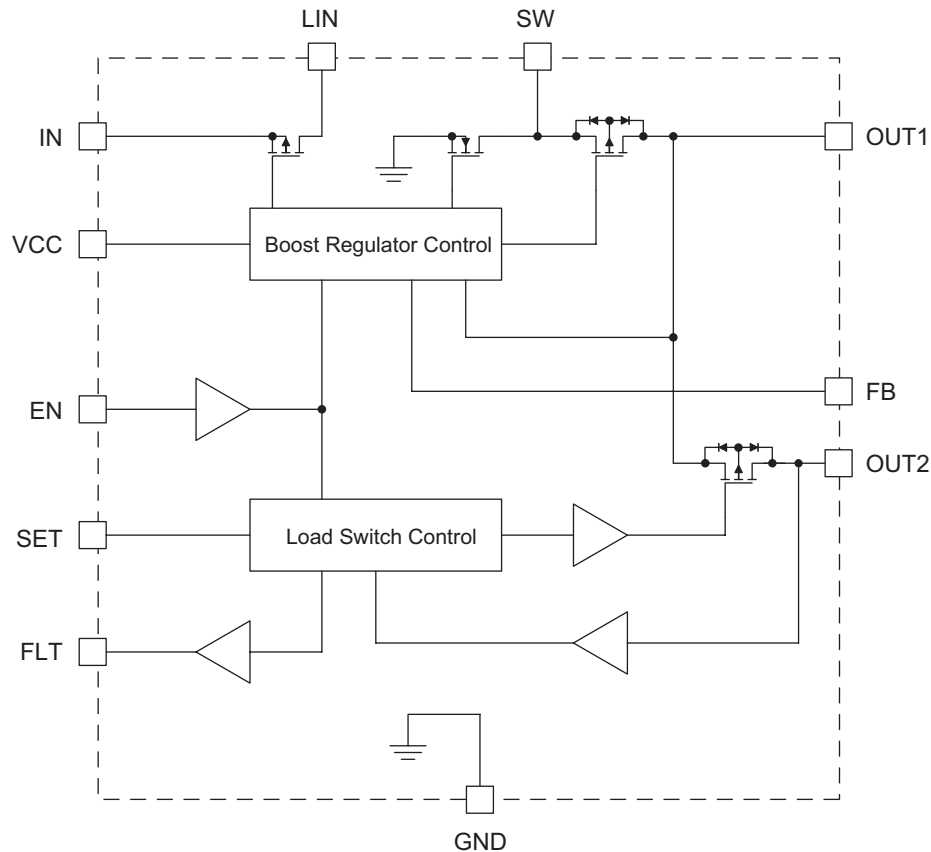 LIN
SW
IN
OUT1
VCC
Boost Regulator Control
EN
FB
OUT2
SET
Load Switch Control
FLT
GND